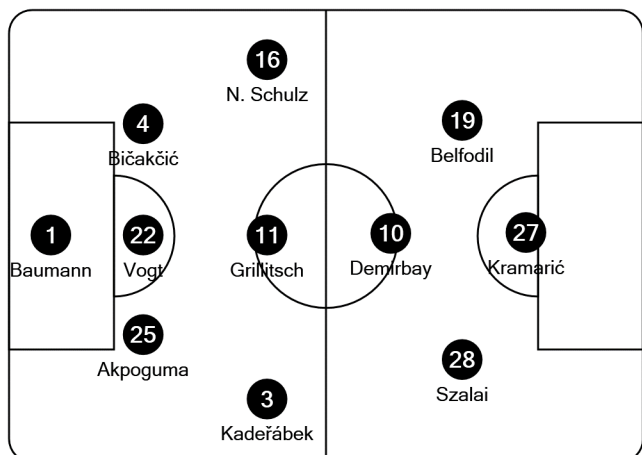 16
N. Schulz
4
Bičakčić
19
Belfodil
1
Baumann
22
Vogt
11
Grillitsch
10
Demirbay
27
Kramarić
25
Akpoguma
28
Szalai
3
Kadeřábek